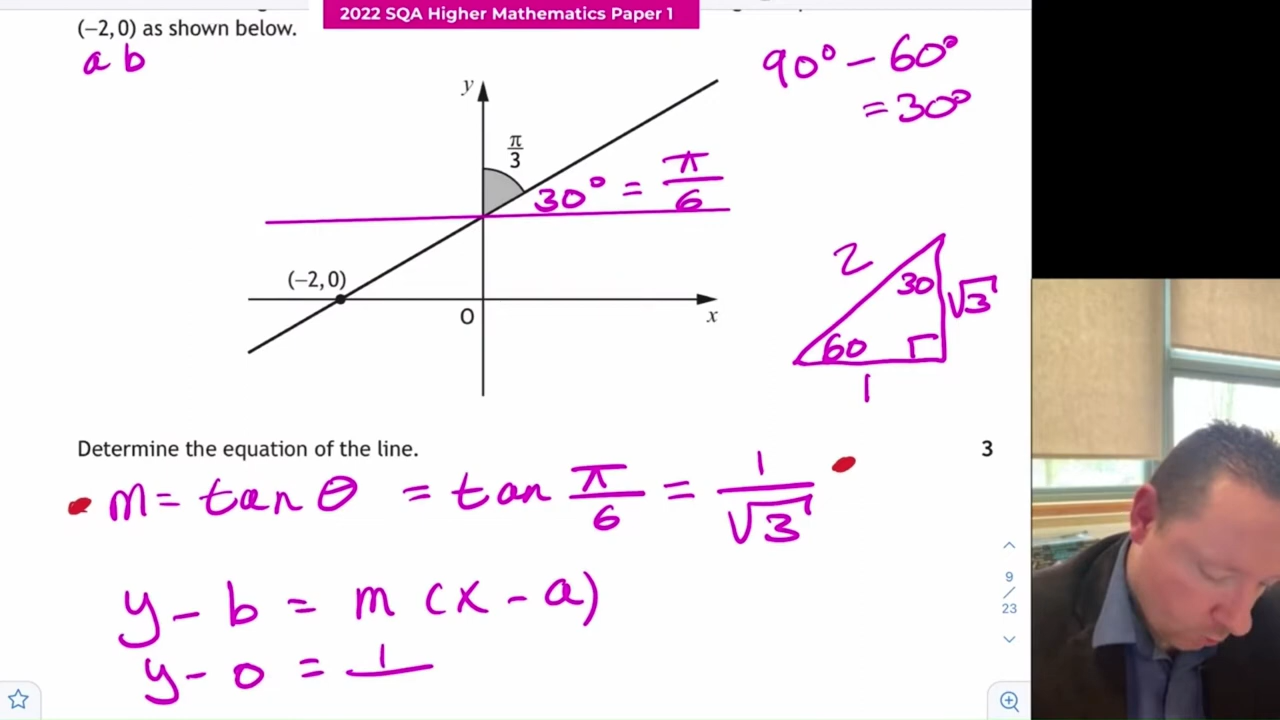 2022 SQA Higher Mathematics Paper 1
(−2,0) as shown below.
a b
90° − 60°
= 30°
y
π/3
30° = π/6
(−2,0)
O
x
2
30
√3
60
1
Determine the equation of the line.
3
m = tan θ = tan π/6 = 1/√3
y − b = m (x − a)
y − 0 = 1
9
/
23